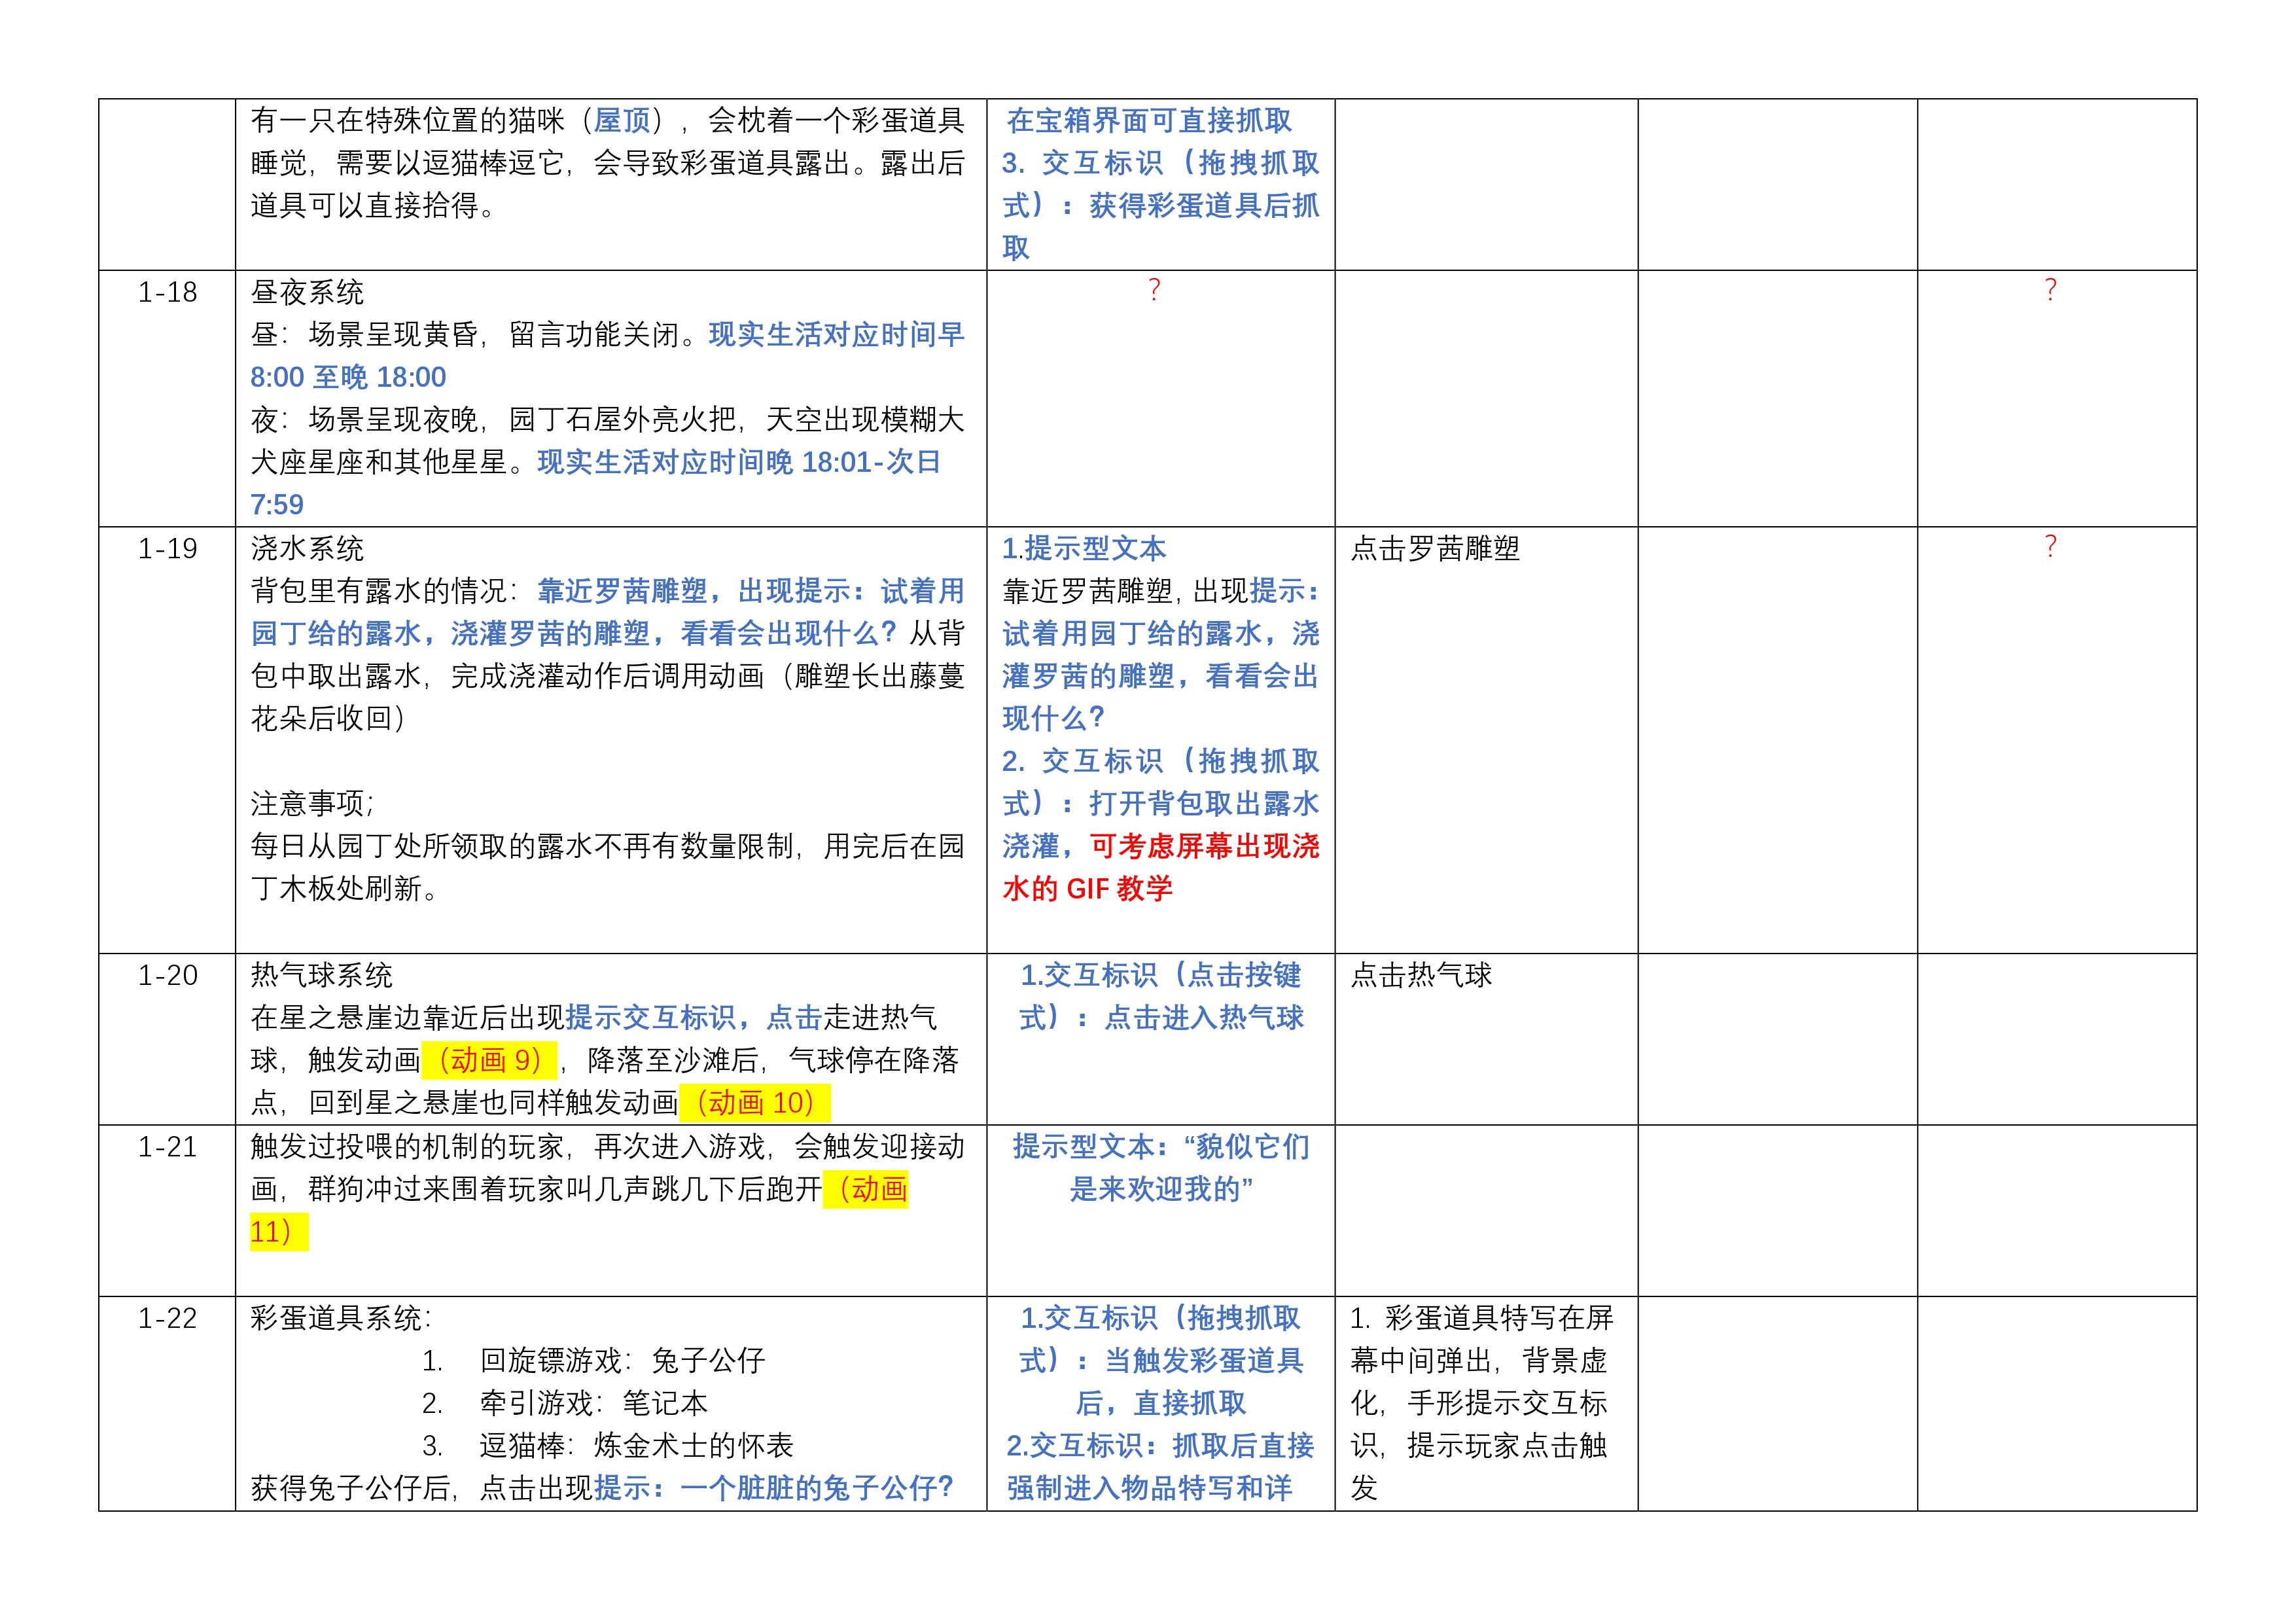 有一只在特殊位置的猫咪（屋顶），会枕着一个彩蛋道具
睡觉，需要以逗猫棒逗它，会导致彩蛋道具露出。露出后
道具可以直接拾得。
在宝箱界面可直接抓取
3. 交互标识（拖拽抓取
式）：获得彩蛋道具后抓
取
1-18
昼夜系统
昼：场景呈现黄昏，留言功能关闭。现实生活对应时间早
8:00 至晚 18:00
夜：场景呈现夜晚，园丁石屋外亮火把，天空出现模糊大
犬座星座和其他星星。现实生活对应时间晚 18:01-次日
7:59
？
？
1-19
浇水系统
背包里有露水的情况：靠近罗茜雕塑，出现提示：试着用
园丁给的露水，浇灌罗茜的雕塑，看看会出现什么？从背
包中取出露水，完成浇灌动作后调用动画（雕塑长出藤蔓
花朵后收回）
注意事项；
每日从园丁处所领取的露水不再有数量限制，用完后在园
丁木板处刷新。
1.提示型文本
靠近罗茜雕塑，出现提示：
试着用园丁给的露水，浇
灌罗茜的雕塑，看看会出
现什么？
2. 交互标识（拖拽抓取
式）：打开背包取出露水
浇灌，可考虑屏幕出现浇
水的 GIF 教学
点击罗茜雕塑
？
1-20
热气球系统
在星之悬崖边靠近后出现提示交互标识，点击走进热气
球，触发动画（动画 9），降落至沙滩后，气球停在降落
点，回到星之悬崖也同样触发动画（动画 10）
1.交互标识（点击按键
式）：点击进入热气球
点击热气球
1-21
触发过投喂的机制的玩家，再次进入游戏，会触发迎接动
画，群狗冲过来围着玩家叫几声跳几下后跑开（动画
11）
提示型文本：“貌似它们
是来欢迎我的”
1-22
彩蛋道具系统：
1. 回旋镖游戏：兔子公仔
2. 牵引游戏：笔记本
3. 逗猫棒：炼金术士的怀表
获得兔子公仔后，点击出现提示：一个脏脏的兔子公仔？
1.交互标识（拖拽抓取
式）：当触发彩蛋道具
后，直接抓取
2.交互标识：抓取后直接
强制进入物品特写和详
1. 彩蛋道具特写在屏
幕中间弹出，背景虚
化，手形提示交互标
识，提示玩家点击触
发